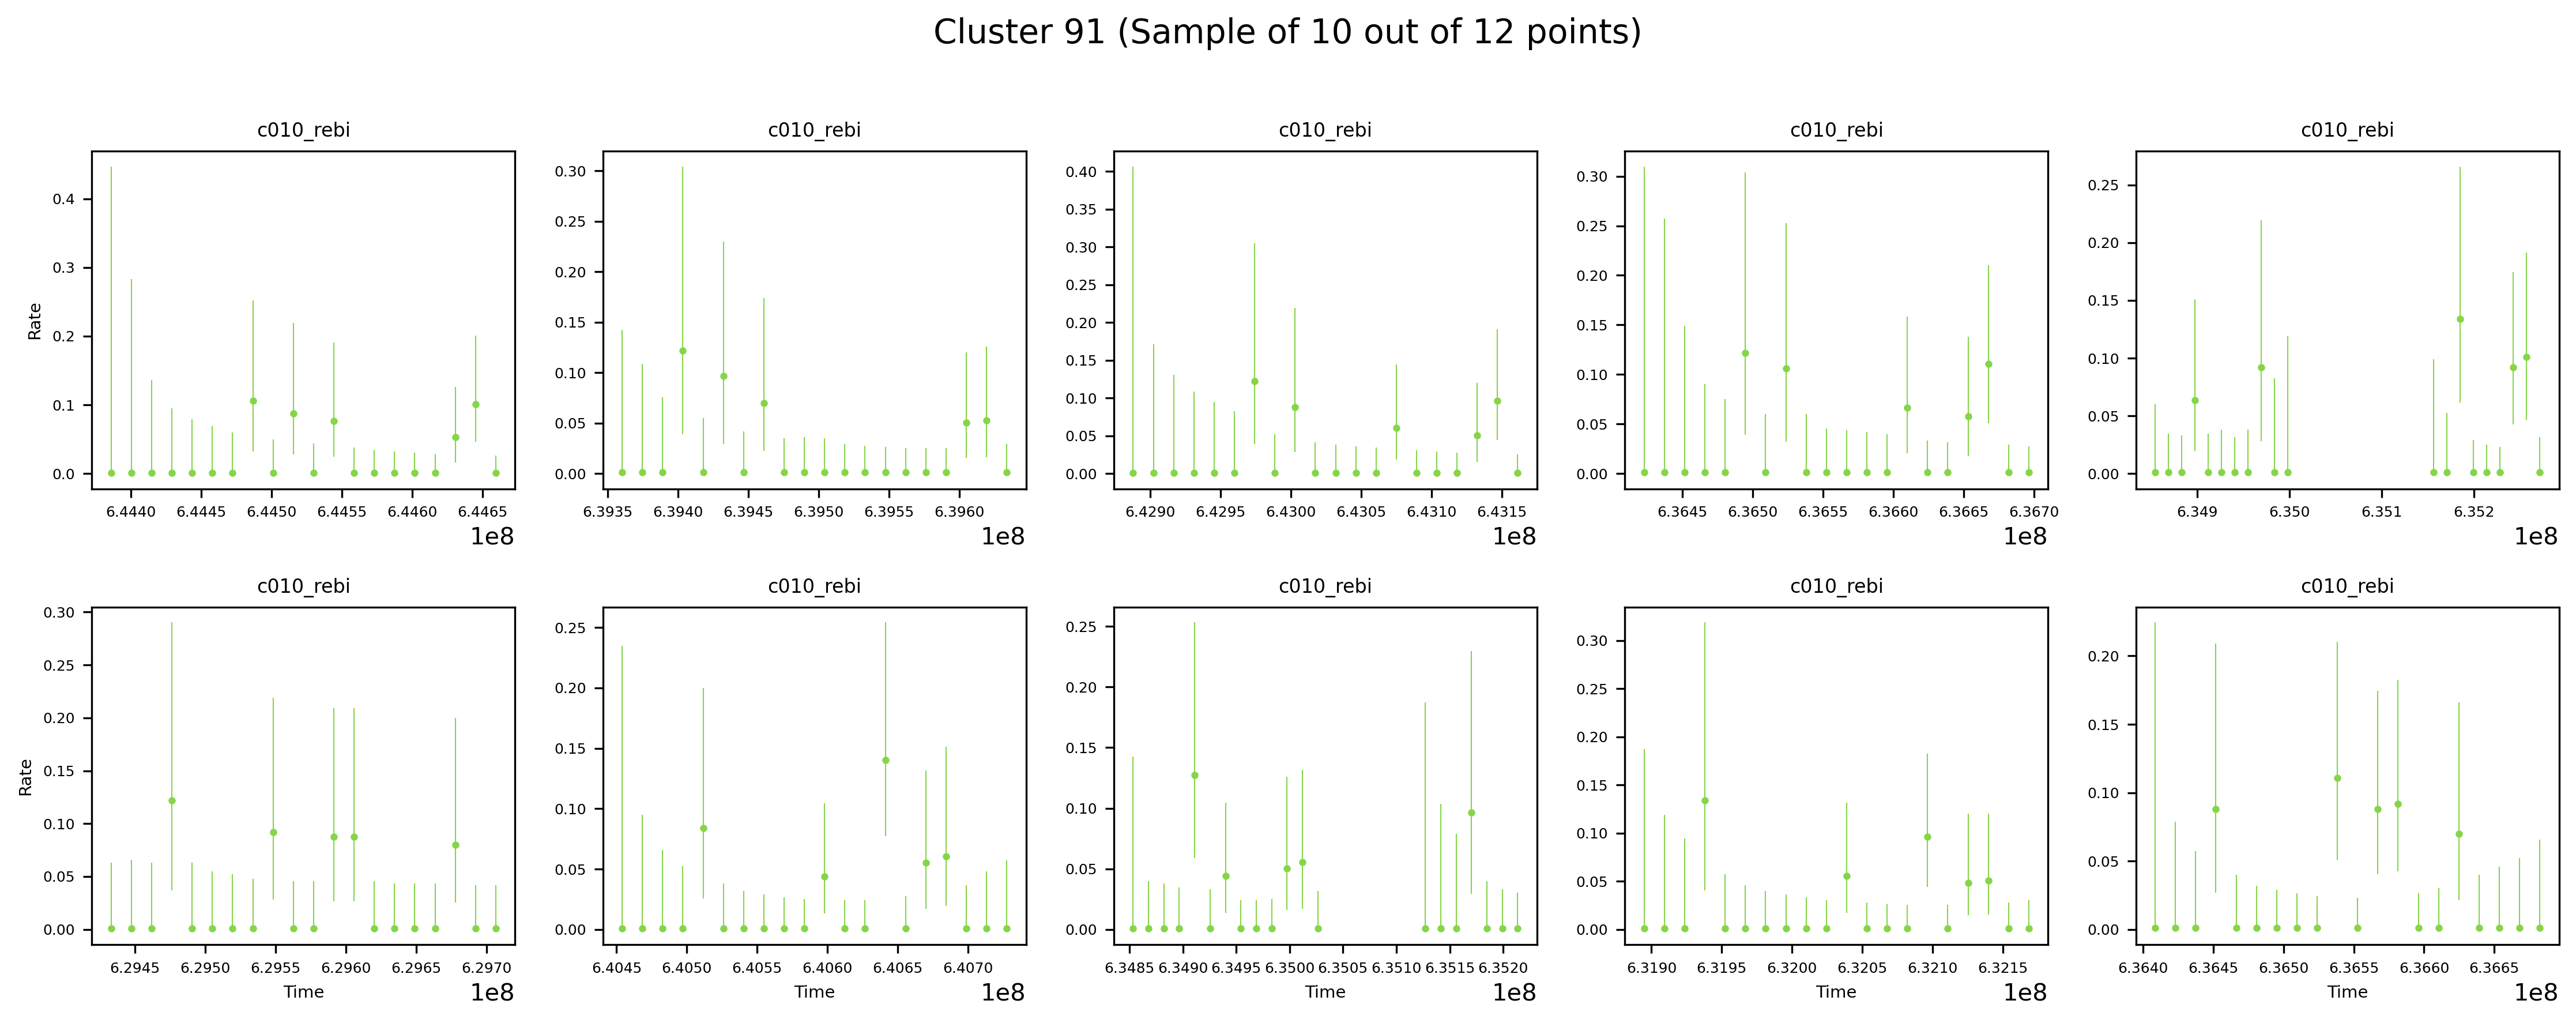 Cluster 91 (Sample of 10 out of 12 points)
c010_rebi c010_rebi c010_rebi c010_rebi c010_rebi
Rate
0.4
0.3
0.2
0.1
0.0
6.4440 6.4445 6.4450 6.4455 6.4460 6.4465
1e8
0.30
0.25
0.20
0.15
0.10
0.05
0.00
6.3935 6.3940 6.3945 6.3950 6.3955 6.3960
1e8
0.40
0.35
0.30
0.25
0.20
0.15
0.10
0.05
0.00
6.4290 6.4295 6.4300 6.4305 6.4310 6.4315
1e8
0.30
0.25
0.20
0.15
0.10
0.05
0.00
6.3645 6.3650 6.3655 6.3660 6.3665 6.3670
1e8
0.25
0.20
0.15
0.10
0.05
0.00
6.349 6.350 6.351 6.352
1e8
c010_rebi c010_rebi c010_rebi c010_rebi c010_rebi
Rate
0.30
0.25
0.20
0.15
0.10
0.05
0.00
6.2945 6.2950 6.2955 6.2960 6.2965 6.2970
Time 1e8
0.25
0.20
0.15
0.10
0.05
0.00
6.4045 6.4050 6.4055 6.4060 6.4065 6.4070
Time 1e8
0.25
0.20
0.15
0.10
0.05
0.00
6.3485 6.3490 6.3495 6.3500 6.3505 6.3510 6.3515 6.3520
Time 1e8
0.30
0.25
0.20
0.15
0.10
0.05
0.00
6.3190 6.3195 6.3200 6.3205 6.3210 6.3215
Time 1e8
0.20
0.15
0.10
0.05
0.00
6.3640 6.3645 6.3650 6.3655 6.3660 6.3665
Time 1e8